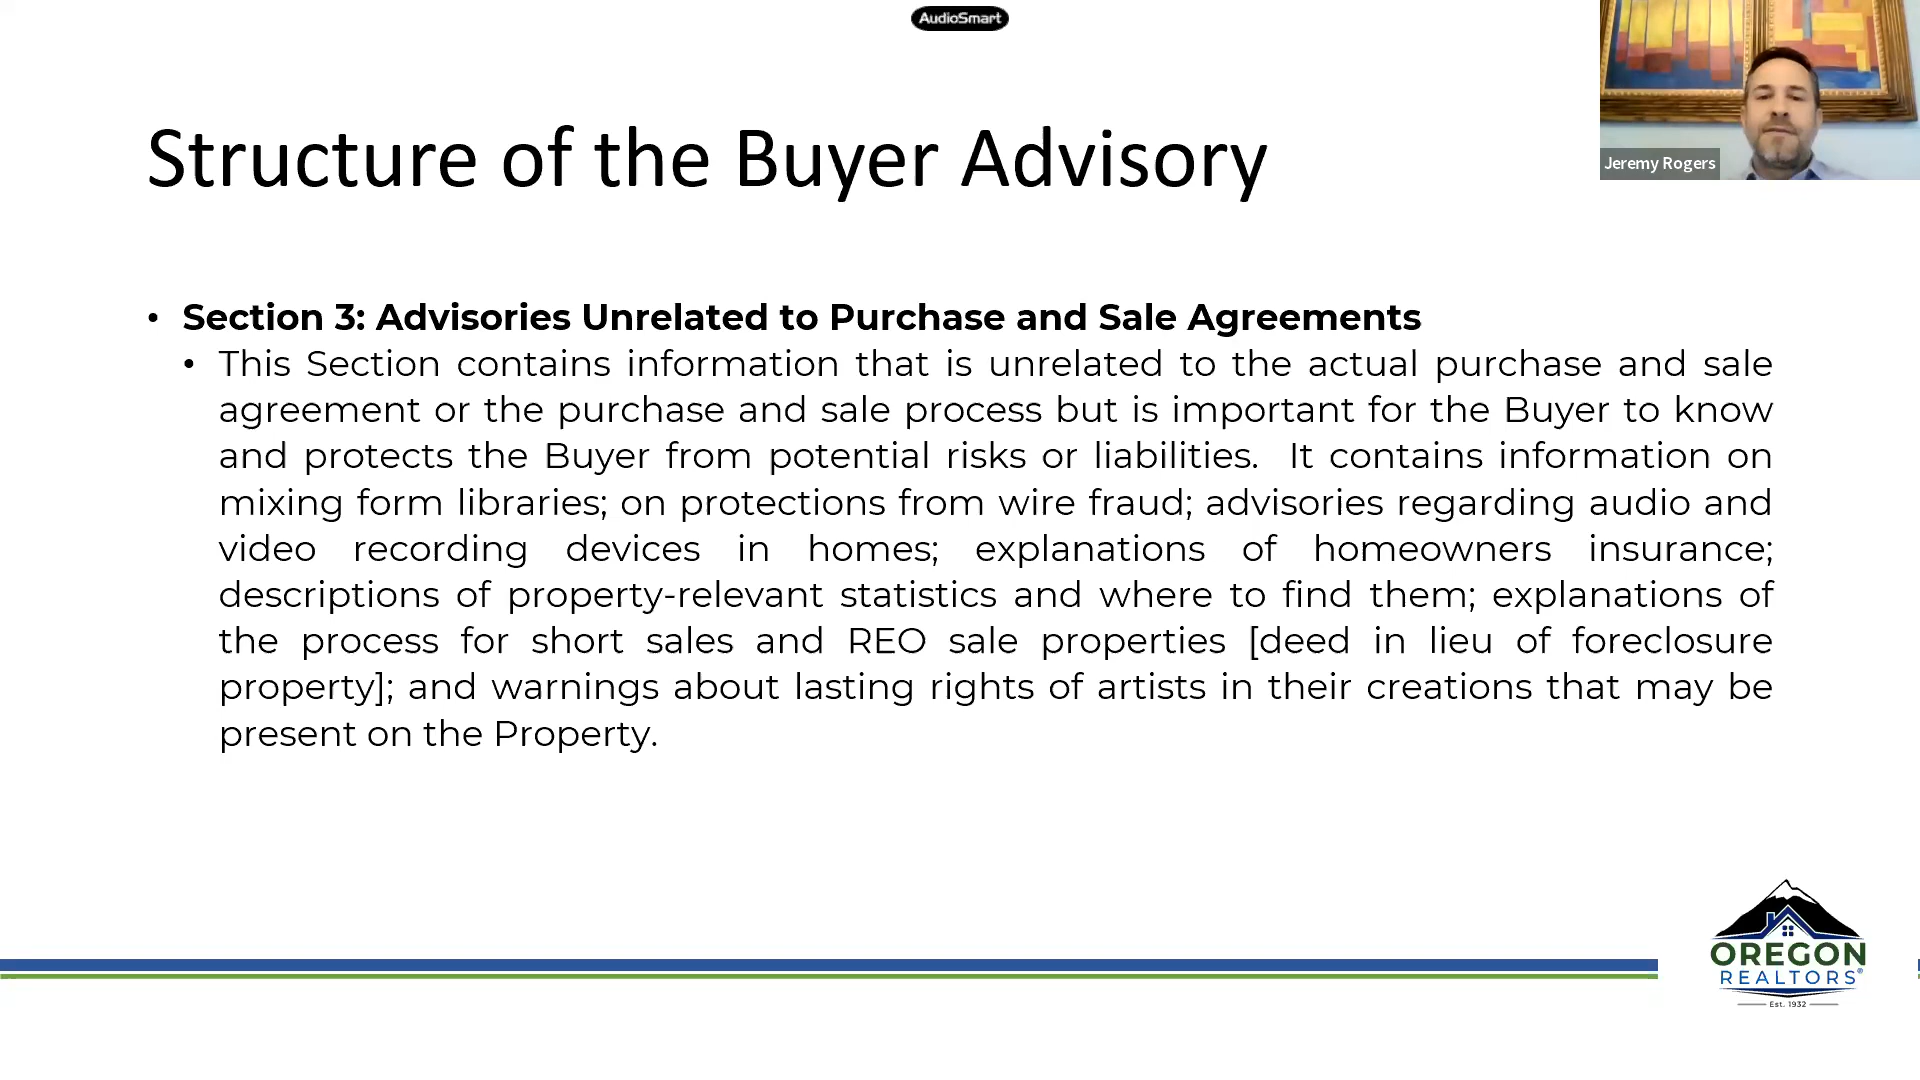 AudioSmart
Jeremy Rogers
Structure of the Buyer Advisory
• Section 3: Advisories Unrelated to Purchase and Sale Agreements
• This Section contains information that is unrelated to the actual purchase and sale
agreement or the purchase and sale process but is important for the Buyer to know
and protects the Buyer from potential risks or liabilities. It contains information on
mixing form libraries; on protections from wire fraud; advisories regarding audio and
video recording devices in homes; explanations of homeowners insurance;
descriptions of property-relevant statistics and where to find them; explanations of
the process for short sales and REO sale properties [deed in lieu of foreclosure
property]; and warnings about lasting rights of artists in their creations that may be
present on the Property.
OREGON
REALTORS®
Est. 1932